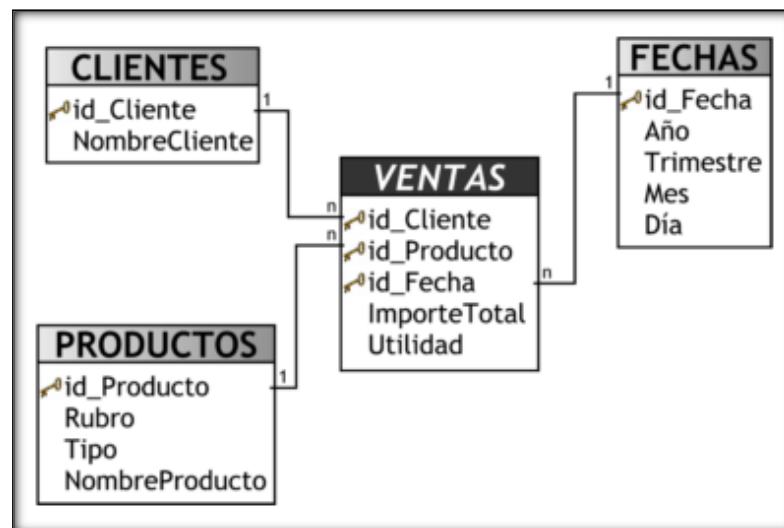 CLIENTES
id_Cliente
NombreCliente
1
FECHAS
1
id_Fecha
Año
Trimestre
Mes
Día
VENTAS
n
id_Cliente
n
id_Producto
id_Fecha
n
ImporteTotal
Utilidad
PRODUCTOS
id_Producto
1
Rubro
Tipo
NombreProducto